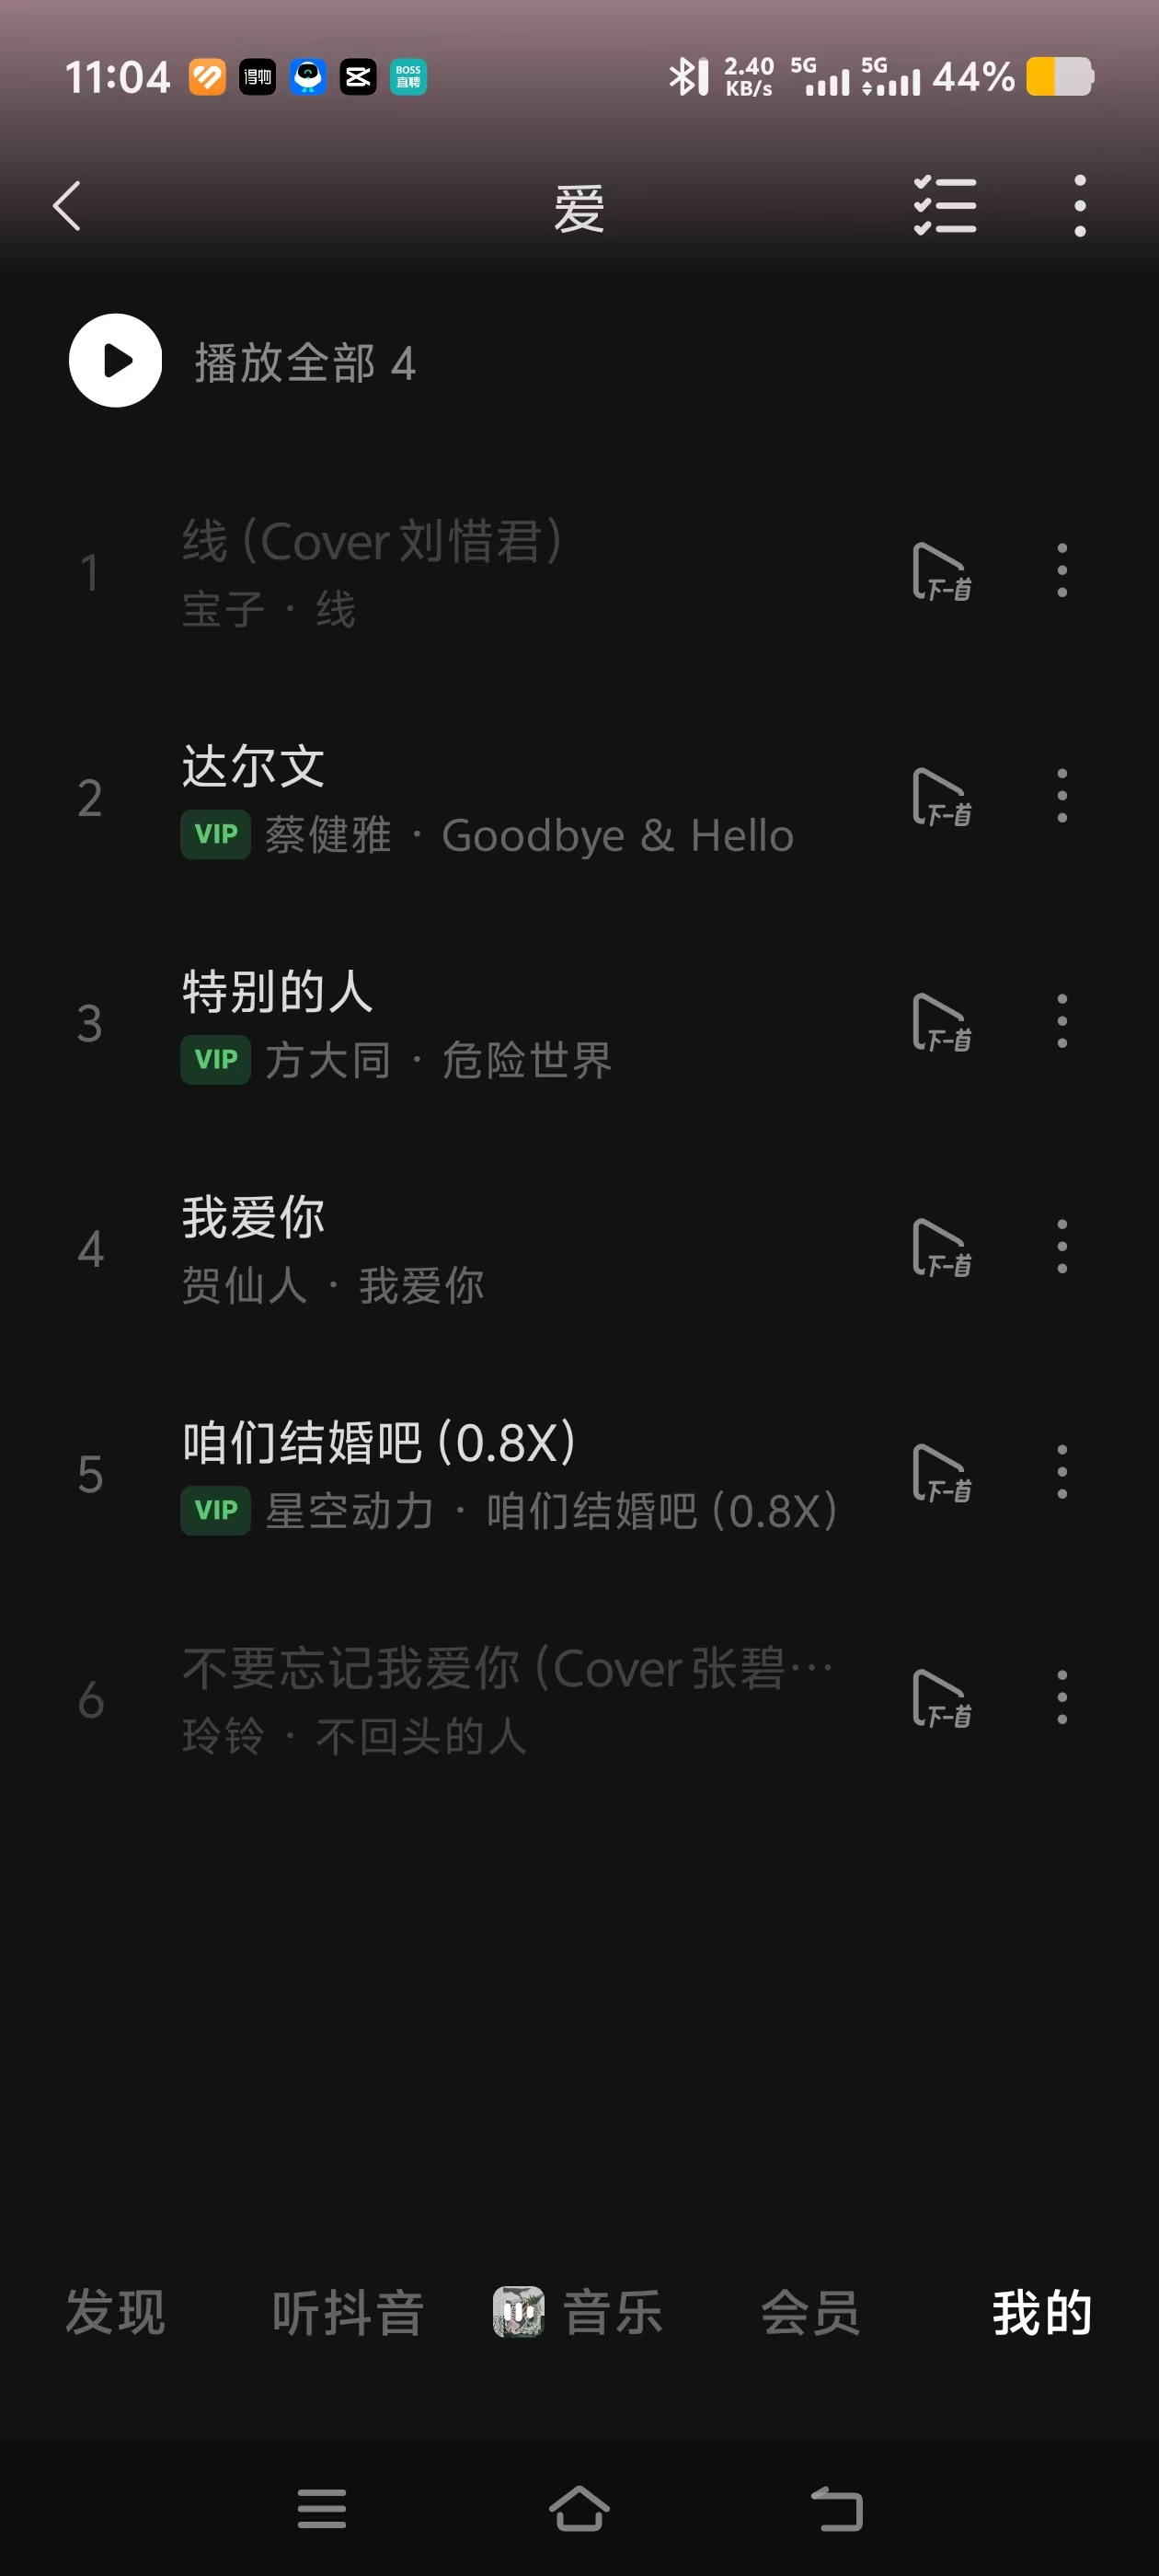 11:04 得物 BOSS 直聘 2.40 KB/s 5G 5G 44%
爱
播放全部 4
1 线 (Cover 刘惜君) 下一首
宝子 · 线
2 达尔文 下一首
VIP 蔡健雅 · Goodbye & Hello
3 特别的人 下一首
VIP 方大同 · 危险世界
4 我爱你 下一首
贺仙人 · 我爱你
5 咱们结婚吧 (0.8X) 下一首
VIP 星空动力 · 咱们结婚吧 (0.8X)
6 不要忘记我爱你 (Cover 张碧… 下一首
玲铃 · 不回头的人
发现 听抖音 音乐 会员 我的